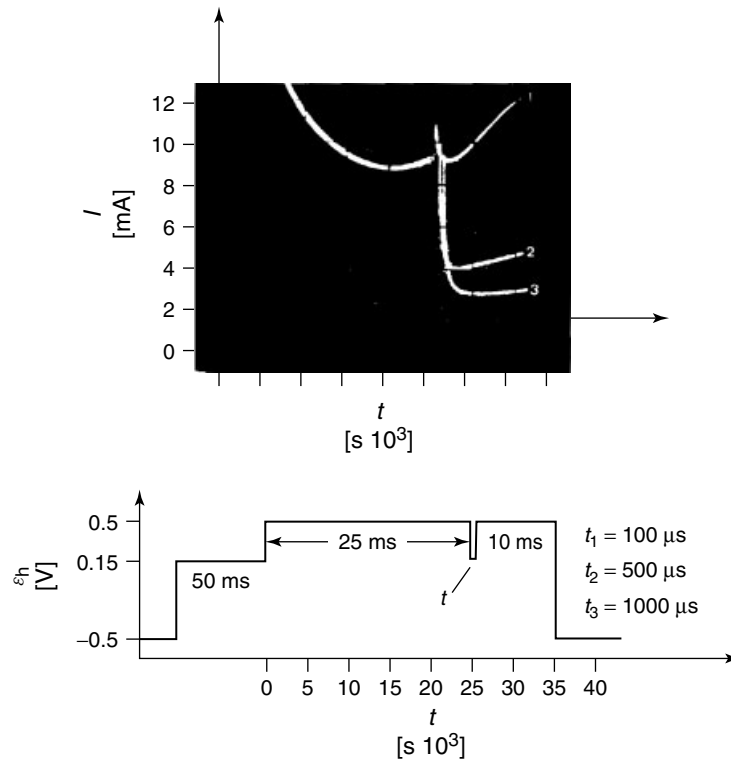 12
10
8
6
4
2
0
I
[mA]
1
2
3
t
[s 10³]
0.5
0.15
−0.5
εh
[V]
50 ms
25 ms
10 ms
t
t₁ = 100 μs
t₂ = 500 μs
t₃ = 1000 μs
0 5 10 15 20 25 30 35 40
t
[s 10³]